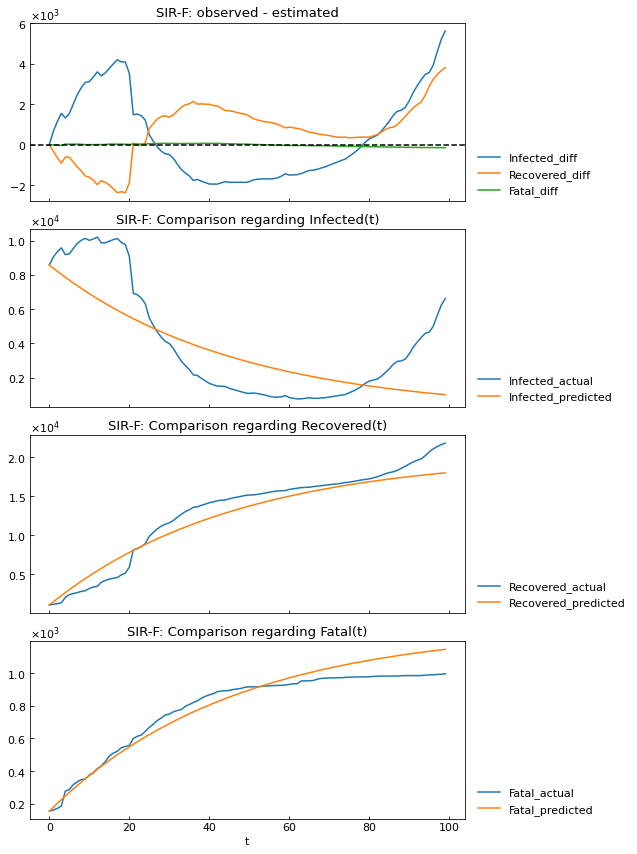 SIR-F: observed - estimated
×10³
6
4
2
0
−2
Infected_diff
Recovered_diff
Fatal_diff
SIR-F: Comparison regarding Infected(t)
×10⁴
1.0
0.8
0.6
0.4
0.2
Infected_actual
Infected_predicted
SIR-F: Comparison regarding Recovered(t)
×10⁴
2.0
1.5
1.0
0.5
Recovered_actual
Recovered_predicted
SIR-F: Comparison regarding Fatal(t)
×10³
1.0
0.8
0.6
0.4
0.2
Fatal_actual
Fatal_predicted
0 20 40 60 80 100
t